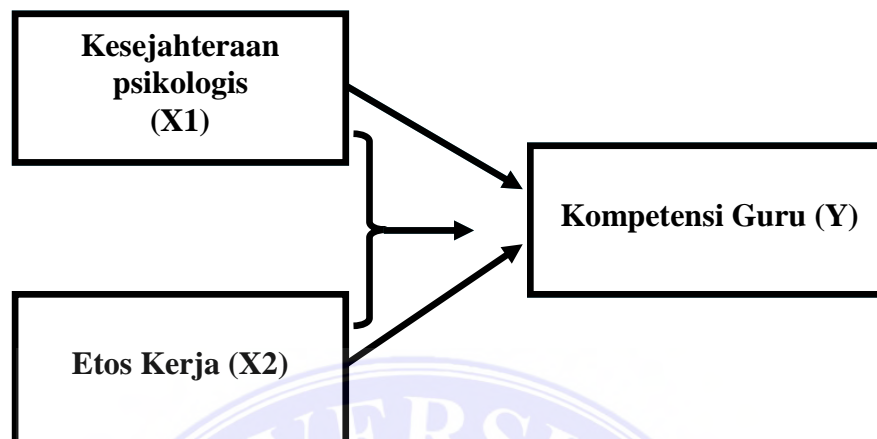 Kesejahteraan
psikologis
(X1)
Kompetensi Guru (Y)
Etos Kerja (X2)